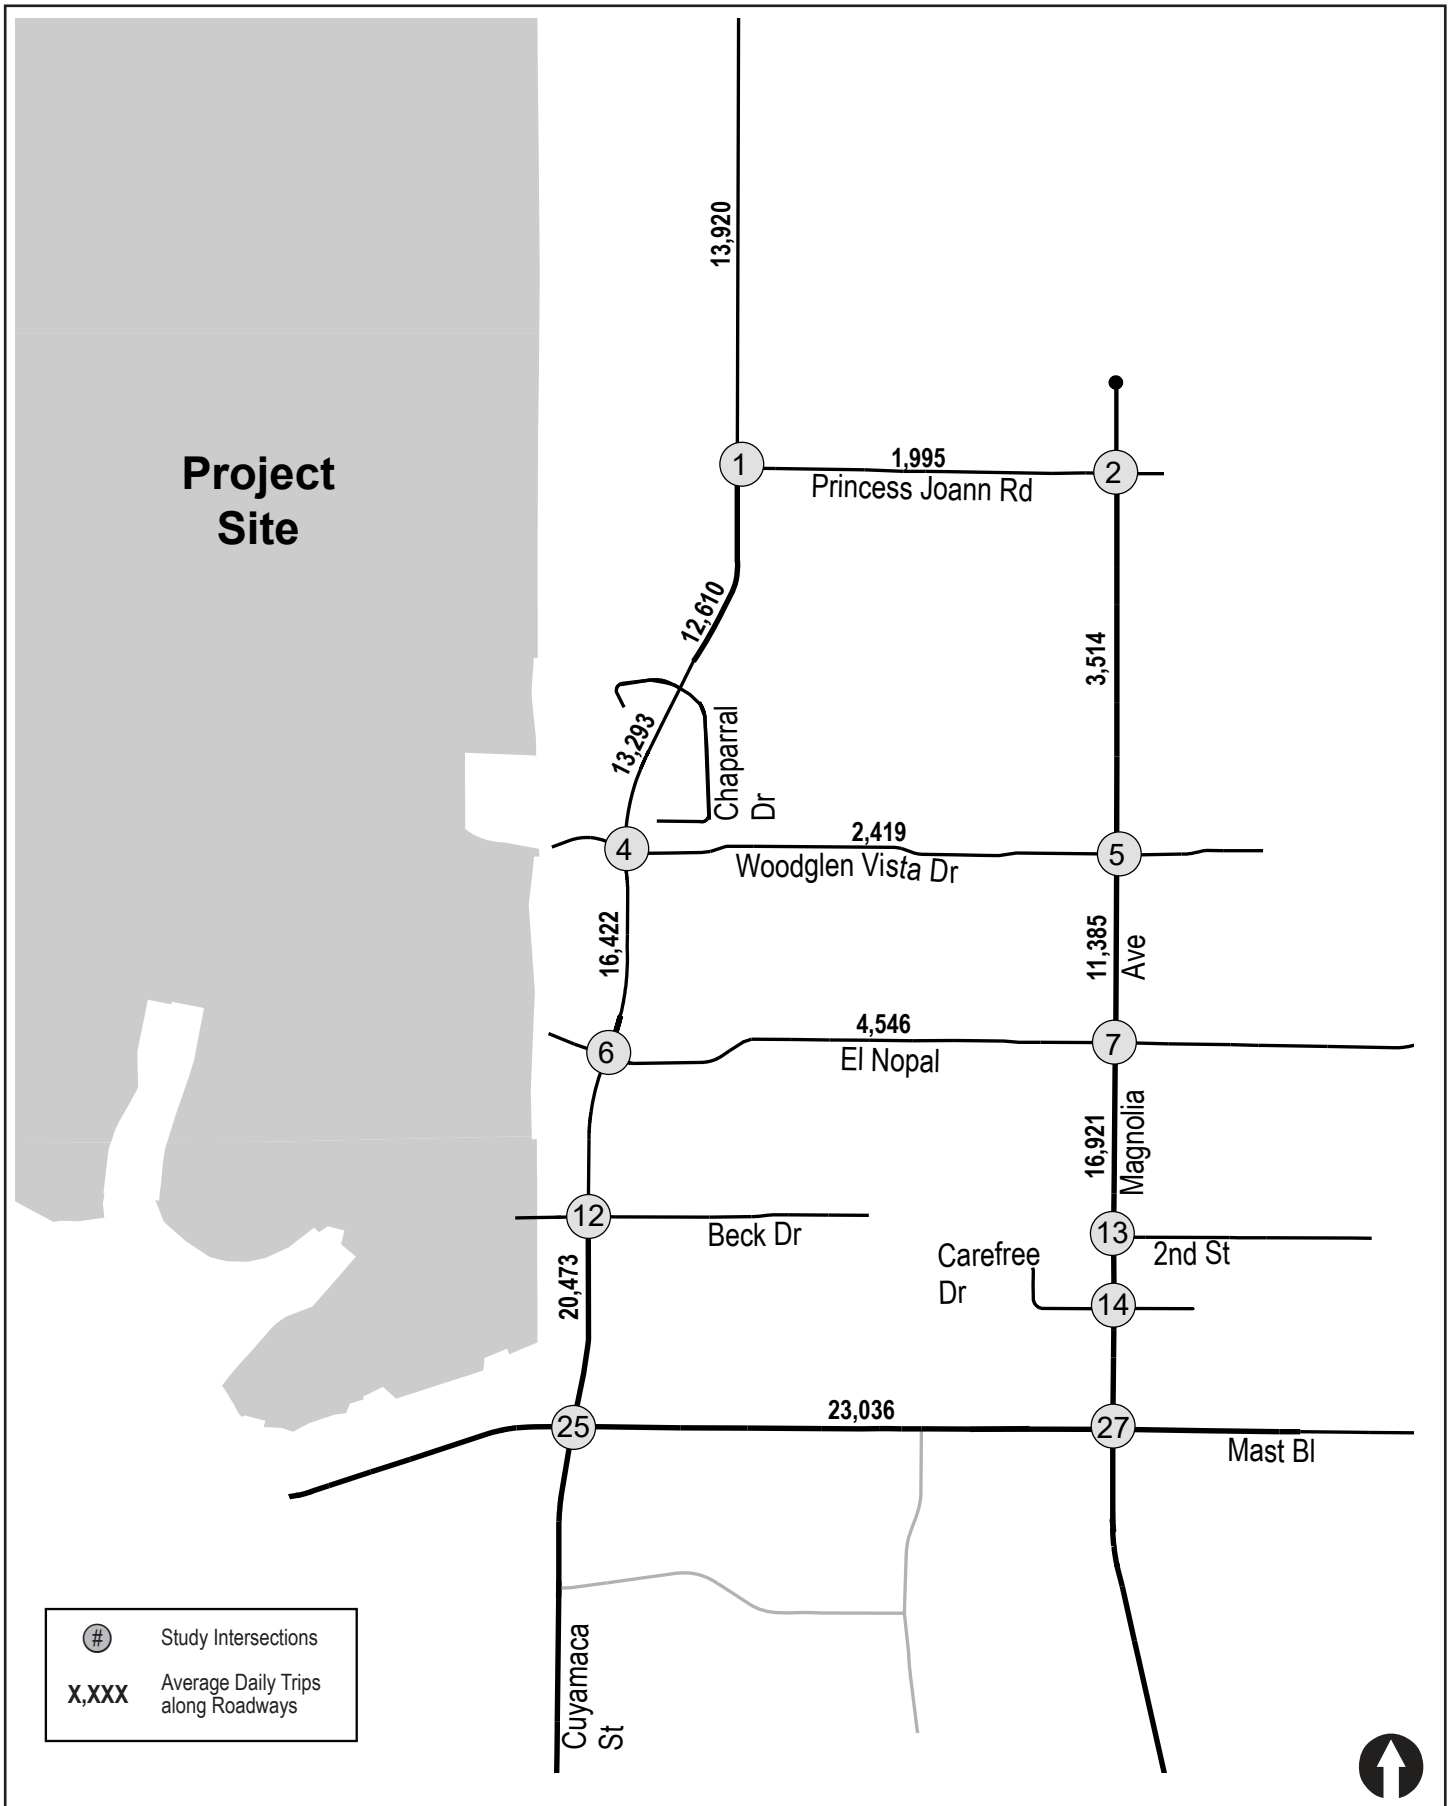 13,920
Project
Site
1
1,995
2
Princess Joann Rd
12,610
3,514
13,293
Chaparral
Dr
4
2,419
5
Woodglen Vista Dr
16,422
11,385
Ave
6
4,546
7
El Nopal
16,921
Magnolia
12
Beck Dr
13
2nd St
Carefree
Dr
14
20,473
25
23,036
27
Mast Bl
Cuyamaca
St
# Study Intersections
X,XXX Average Daily Trips
along Roadways